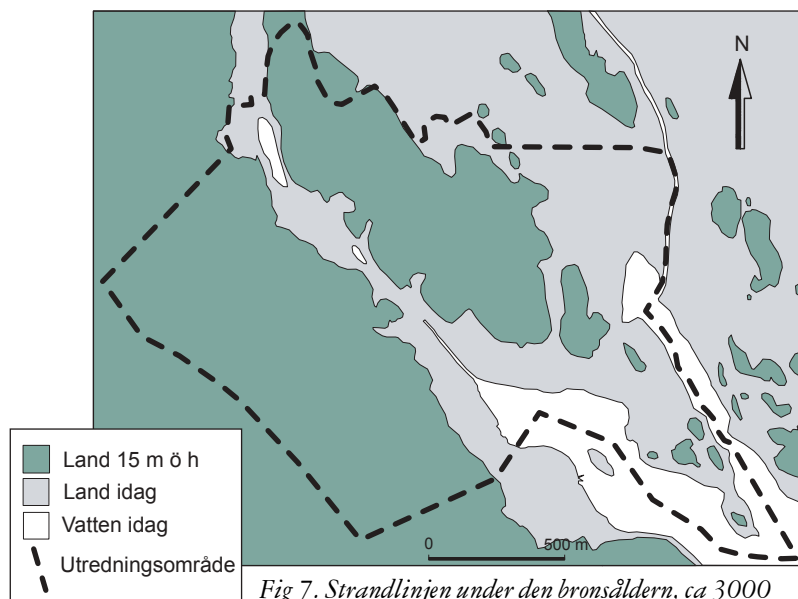 N
Land 15 m ö h
Land idag
Vatten idag
Utredningsområde
0 500 m
Fig 7. Strandlinjen under den bronsåldern, ca 3000